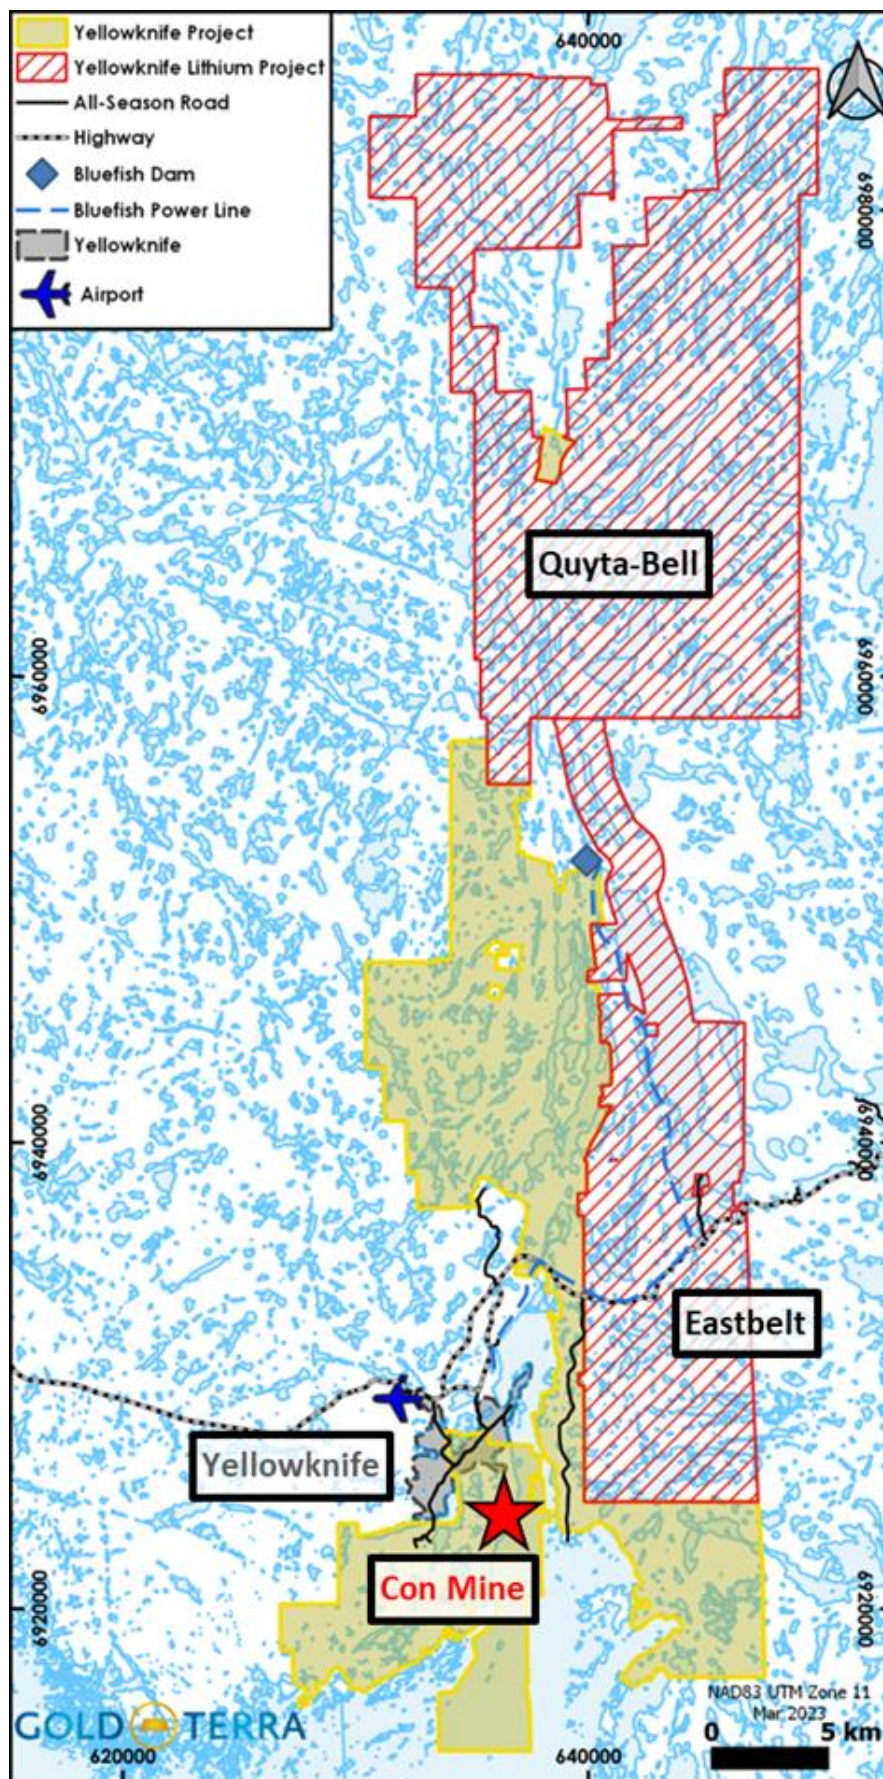 Yellowknife Project
Yellowknife Lithium Project
All-Season Road
Highway
Bluefish Dam
Bluefish Power Line
Yellowknife
Airport
640000
6980000
Quyta-Bell
6960000
6960000
6940000
6940000
Eastbelt
Yellowknife
Con Mine
6920000
6920000
NAD83 UTM Zone 11
Mar 2023
GOLD TERRA
0 5 km
620000
640000